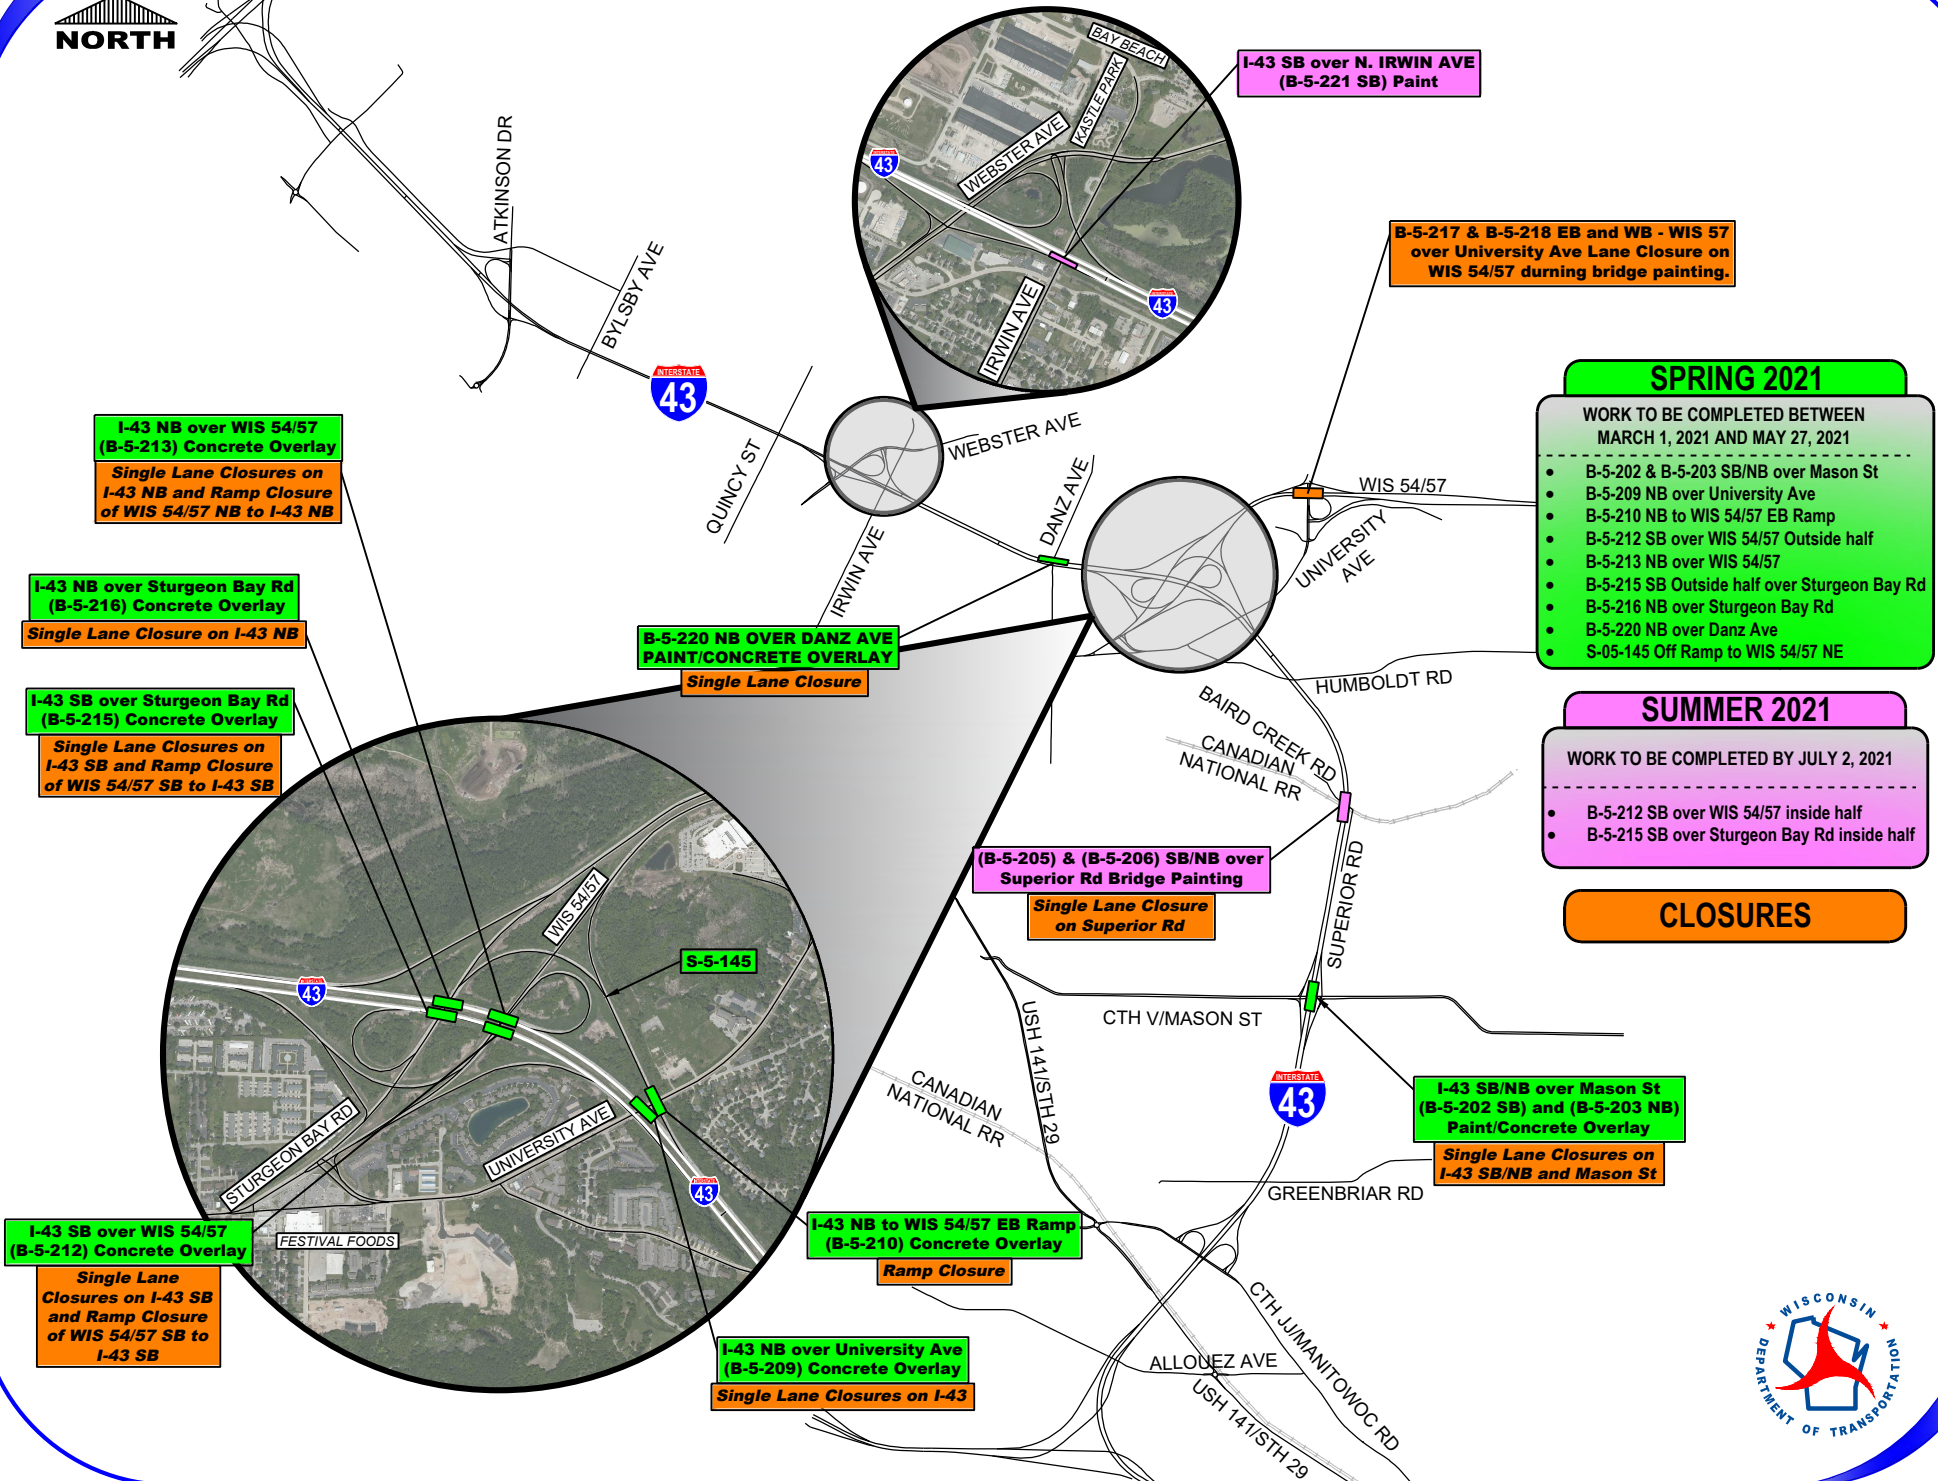 NORTH
BAY BEACH
KASTLE PARK
WEBSTER AVE
43
IRWIN AVE
43
I-43 SB over N. IRWIN AVE
(B-5-221 SB) Paint
ATKINSON DR
BYLSBY AVE
INTERSTATE
43
QUINCY ST
WEBSTER AVE
IRWIN AVE
DANZ AVE
B-5-217 & B-5-218 EB and WB - WIS 57
over University Ave Lane Closure on
WIS 54/57 durning bridge painting.
WIS 54/57
UNIVERSITY
AVE
SPRING 2021
WORK TO BE COMPLETED BETWEEN
MARCH 1, 2021 AND MAY 27, 2021
• B-5-202 & B-5-203 SB/NB over Mason St
• B-5-209 NB over University Ave
• B-5-210 NB to WIS 54/57 EB Ramp
• B-5-212 SB over WIS 54/57 Outside half
• B-5-213 NB over WIS 54/57
• B-5-215 SB Outside half over Sturgeon Bay Rd
• B-5-216 NB over Sturgeon Bay Rd
• B-5-220 NB over Danz Ave
• S-05-145 Off Ramp to WIS 54/57 NE
SUMMER 2021
WORK TO BE COMPLETED BY JULY 2, 2021
• B-5-212 SB over WIS 54/57 inside half
• B-5-215 SB over Sturgeon Bay Rd inside half
CLOSURES
I-43 NB over WIS 54/57
(B-5-213) Concrete Overlay
Single Lane Closures on
I-43 NB and Ramp Closure
of WIS 54/57 NB to I-43 NB
I-43 NB over Sturgeon Bay Rd
(B-5-216) Concrete Overlay
Single Lane Closure on I-43 NB
I-43 SB over Sturgeon Bay Rd
(B-5-215) Concrete Overlay
Single Lane Closures on
I-43 SB and Ramp Closure
of WIS 54/57 SB to I-43 SB
B-5-220 NB OVER DANZ AVE
PAINT/CONCRETE OVERLAY
Single Lane Closure
HUMBOLDT RD
BAIRD CREEK RD
CANADIAN
NATIONAL RR
(B-5-205) & (B-5-206) SB/NB over
Superior Rd Bridge Painting
Single Lane Closure
on Superior Rd
SUPERIOR RD
WIS 54/57
S-5-145
43
STURGEON BAY RD
UNIVERSITY AVE
43
FESTIVAL FOODS
USH 141/STH 29
CTH V/MASON ST
CANADIAN
NATIONAL RR
INTERSTATE
43
I-43 SB/NB over Mason St
(B-5-202 SB) and (B-5-203 NB)
Paint/Concrete Overlay
Single Lane Closures on
I-43 SB/NB and Mason St
GREENBRIAR RD
I-43 SB over WIS 54/57
(B-5-212) Concrete Overlay
Single Lane
Closures on I-43 SB
and Ramp Closure
of WIS 54/57 SB to
I-43 SB
I-43 NB to WIS 54/57 EB Ramp
(B-5-210) Concrete Overlay
Ramp Closure
I-43 NB over University Ave
(B-5-209) Concrete Overlay
Single Lane Closures on I-43
ALLOUEZ AVE
CTH JJ/MANITOWOC RD
USH 141/STH 29
WISCONSIN
DEPARTMENT OF TRANSPORTATION